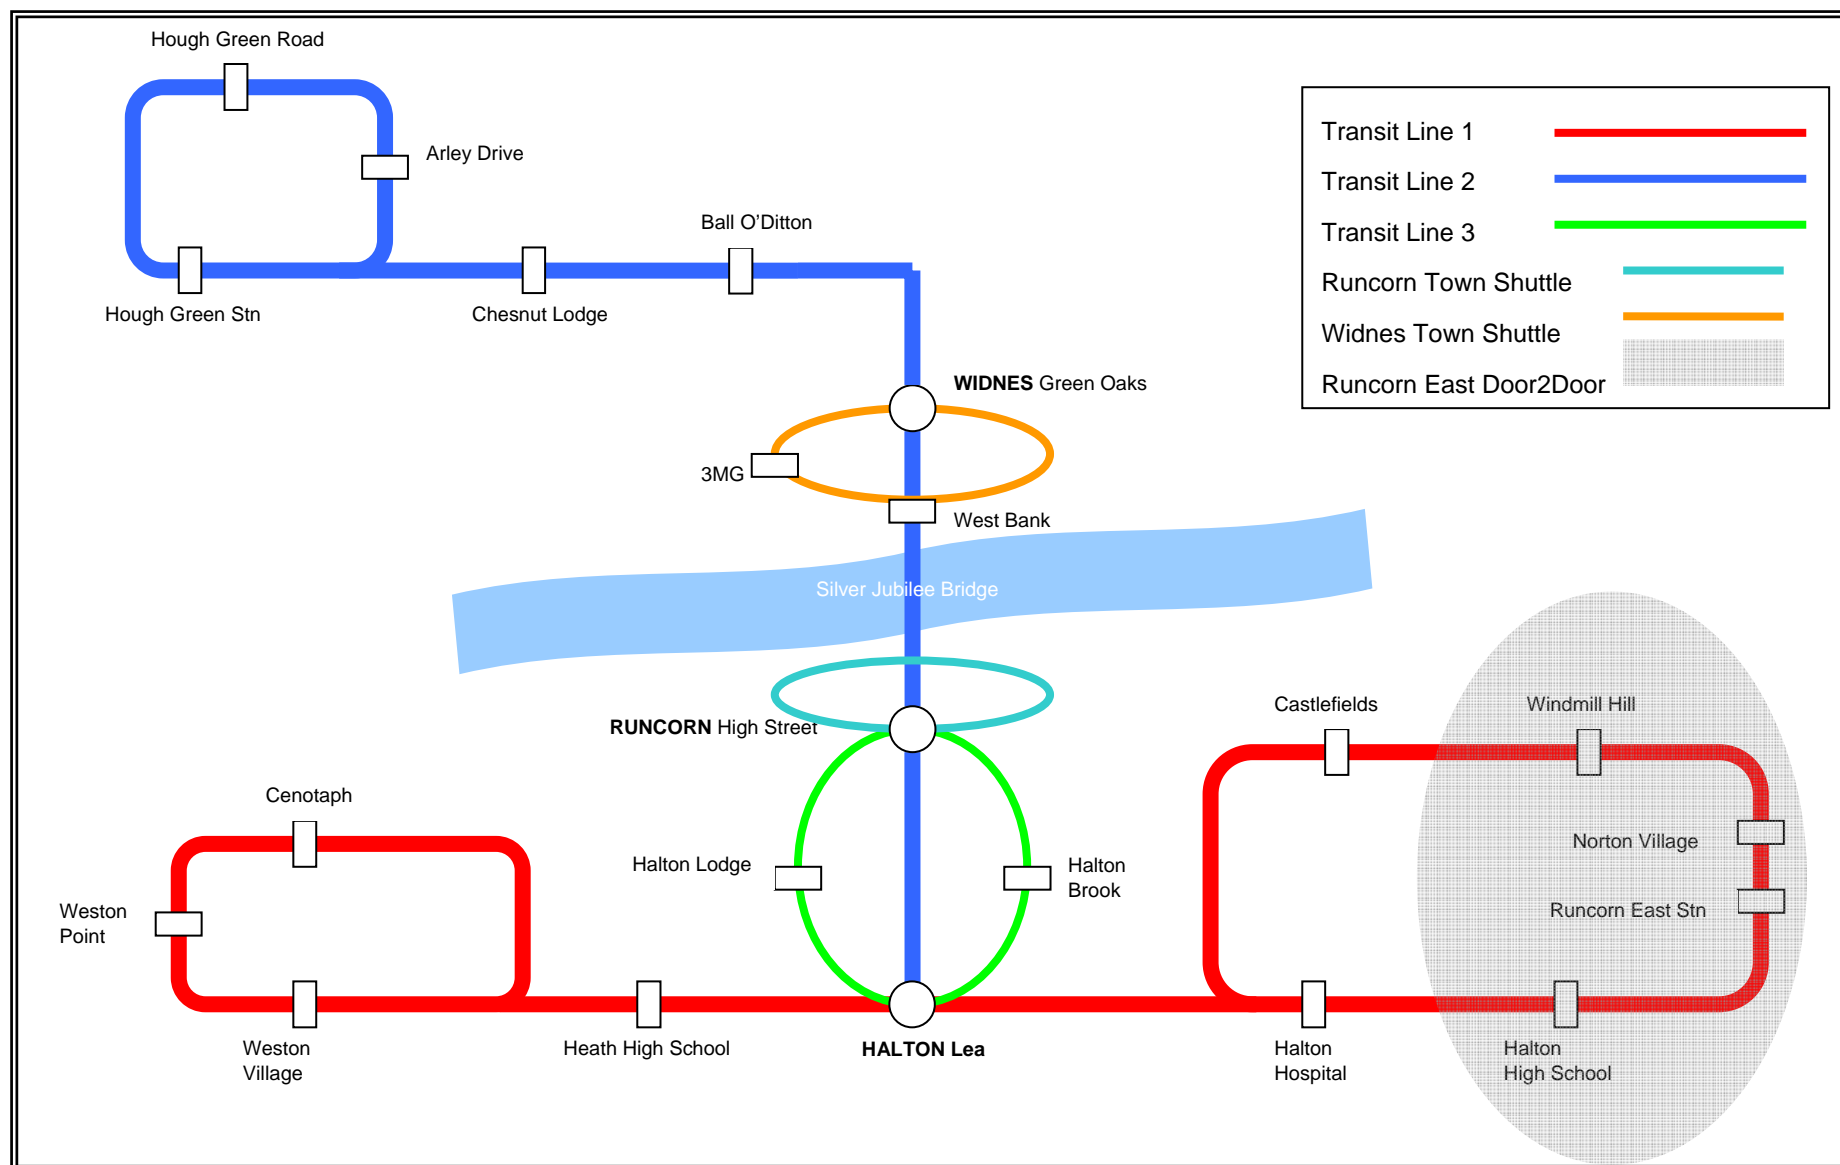 Hough Green Road
Arley Drive
Ball O'Ditton
Hough Green Stn
Chesnut Lodge
Transit Line 1
Transit Line 2
Transit Line 3
Runcorn Town Shuttle
Widnes Town Shuttle
Runcorn East Door2Door
WIDNES Green Oaks
3MG
West Bank
Silver Jubilee Bridge
RUNCORN High Street
Castlefields
Windmill Hill
Cenotaph
Norton Village
Halton Lodge
Halton
Brook
Weston
Point
Runcorn East Stn
Weston
Village
Heath High School
HALTON Lea
Halton
Hospital
Halton
High School